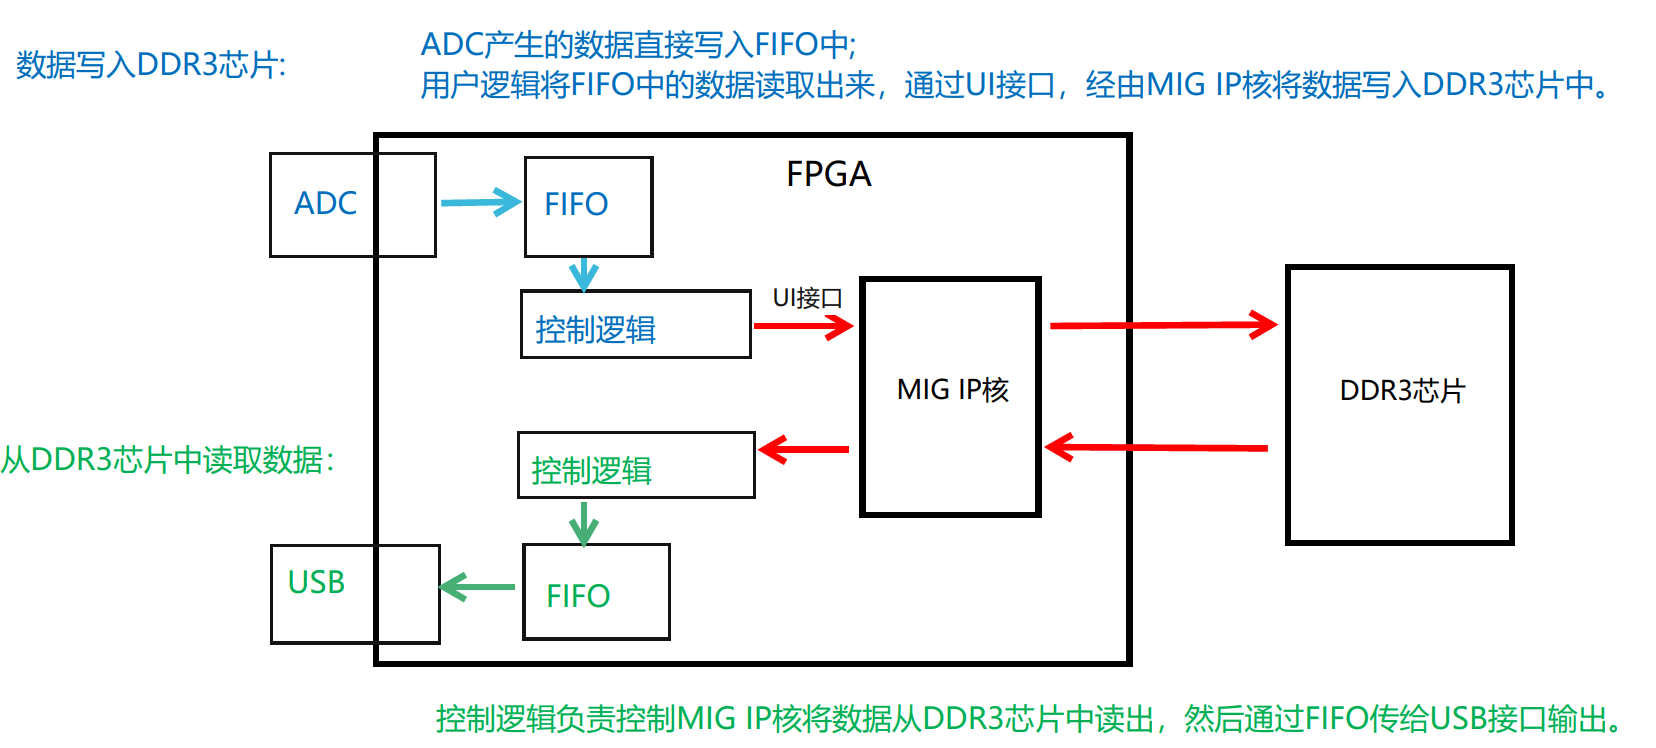 数据写入DDR3芯片:
ADC产生的数据直接写入FIFO中;
用户逻辑将FIFO中的数据读取出来，通过UI接口，经由MIG IP核将数据写入DDR3芯片中。
FPGA
ADC
FIFO
UI接口
控制逻辑
MIG IP核
DDR3芯片
从DDR3芯片中读取数据：
控制逻辑
USB
FIFO
控制逻辑负责控制MIG IP核将数据从DDR3芯片中读出，然后通过FIFO传给USB接口输出。